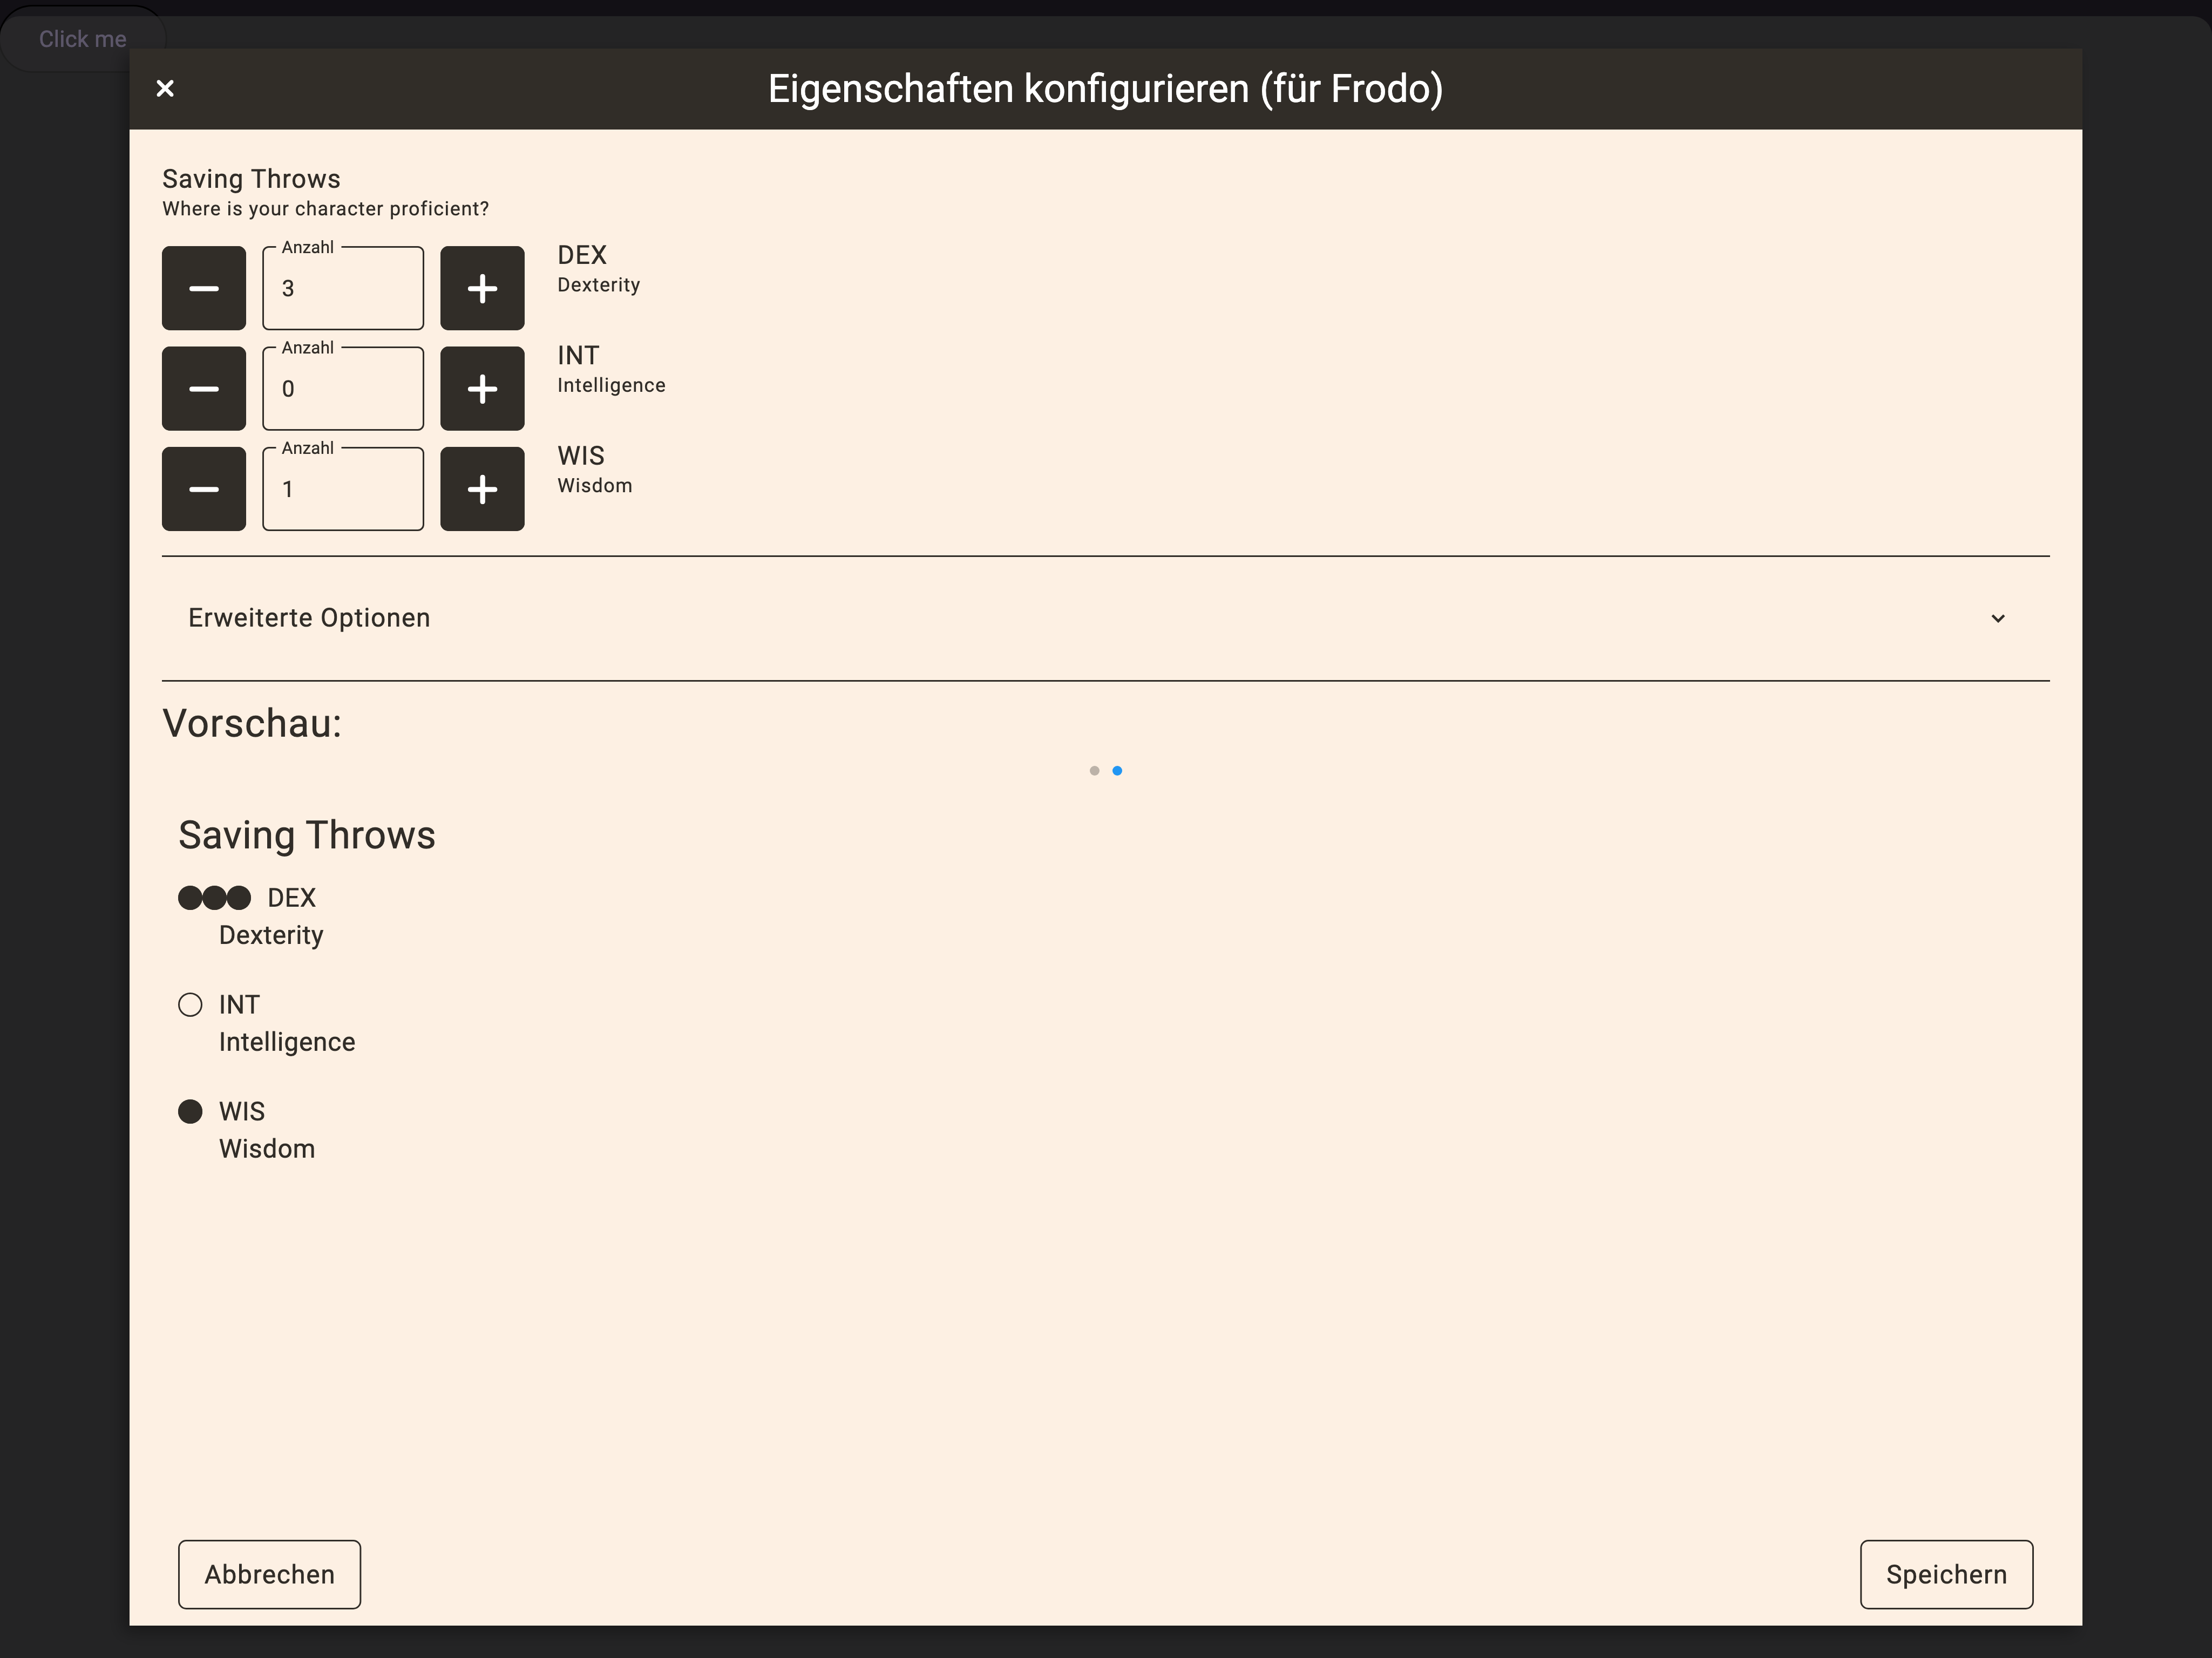 Click me
Eigenschaften konfigurieren (für Frodo)
Saving Throws
Where is your character proficient?
Anzahl
3
DEX
Dexterity
Anzahl
0
INT
Intelligence
Anzahl
1
WIS
Wisdom
Erweiterte Optionen
Vorschau:
Saving Throws
DEX
Dexterity
INT
Intelligence
WIS
Wisdom
Abbrechen
Speichern